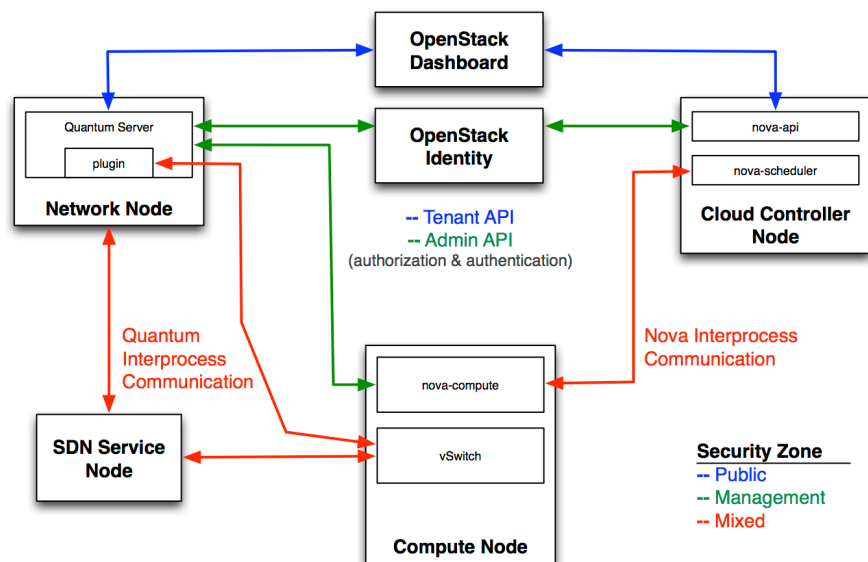 OpenStack
Dashboard
Quantum Server
plugin
Network Node
OpenStack
Identity
nova-api
nova-scheduler
Cloud Controller
Node
-- Tenant API
-- Admin API
(authorization & authentication)
Quantum
Interprocess
Communication
Nova Interprocess
Communication
nova-compute
vSwitch
Compute Node
SDN Service
Node
Security Zone
-- Public
-- Management
-- Mixed